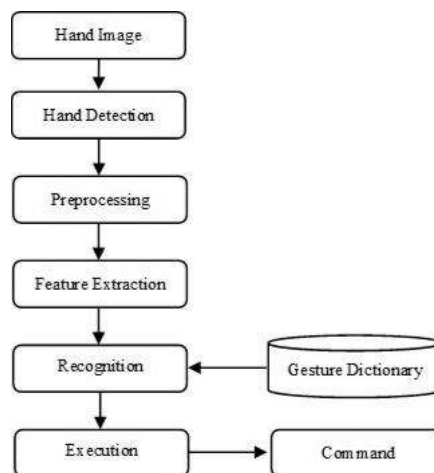 Hand Image
Hand Detection
Preprocessing
Feature Extraction
Recognition
Gesture Dictionary
Execution
Command